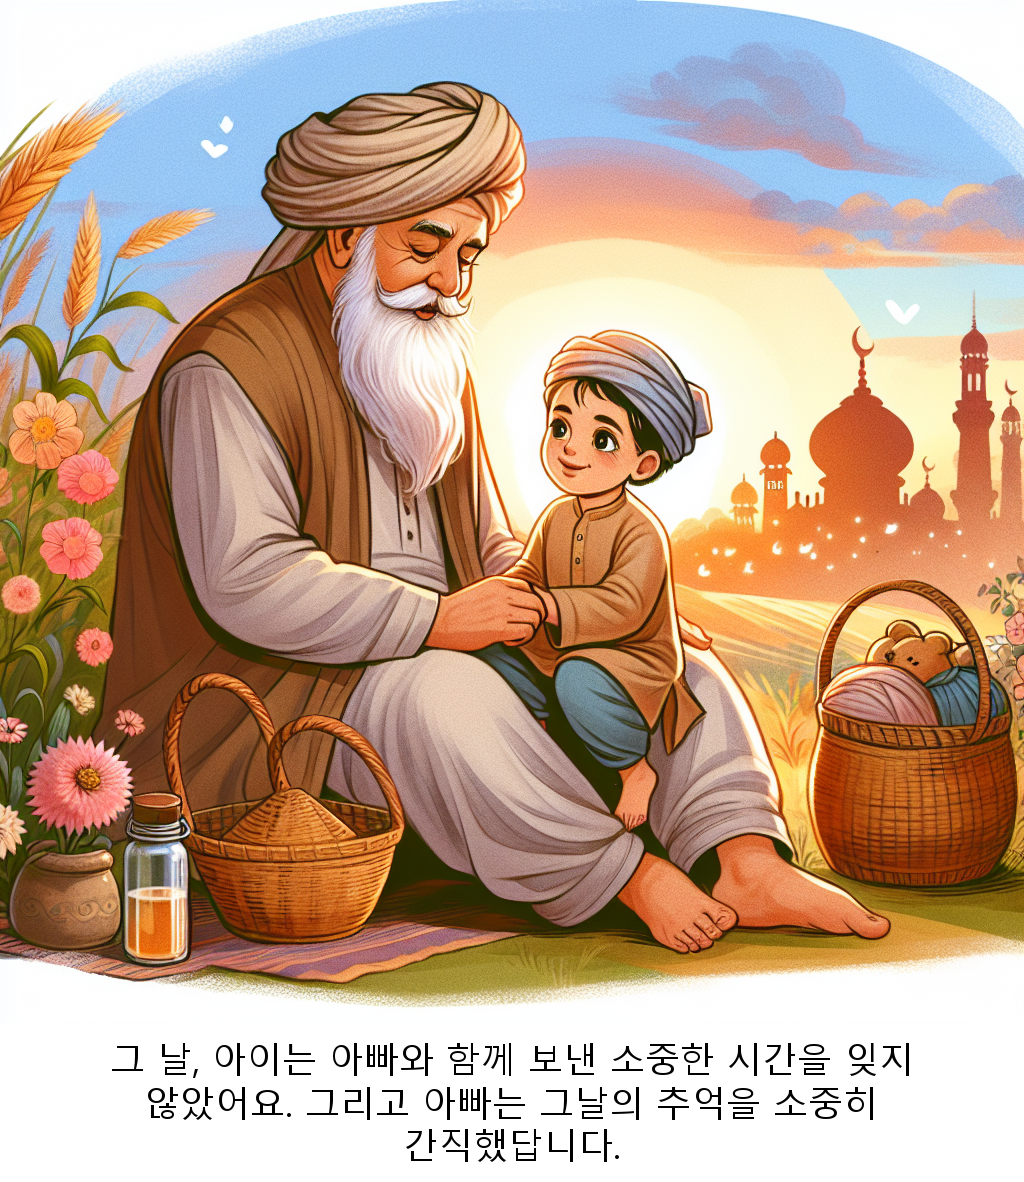 그 날, 아이는 아빠와 함께 보낸 소중한 시간을 잊지
않았어요. 그리고 아빠는 그날의 추억을 소중히
간직했답니다.